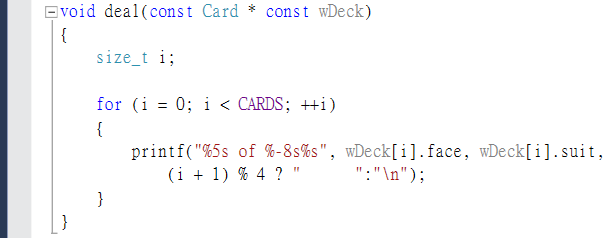 void deal(const Card * const wDeck)
{
size_t i;
for (i = 0; i < CARDS; ++i)
{
printf("%5s of %-8s%s", wDeck[i].face, wDeck[i].suit,
(i + 1) % 4 ? "      ":"\n");
}
}